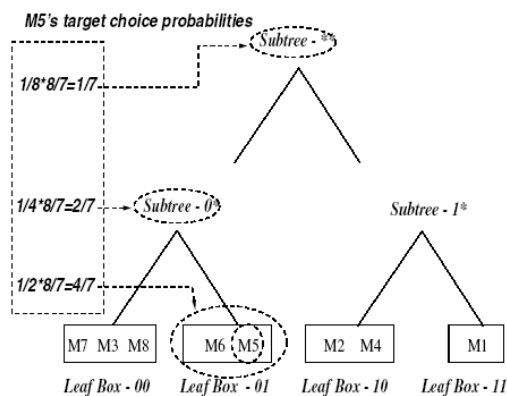 M5's target choice probabilities
Subtree - **
1/8*8/7=1/7
1/4*8/7=2/7
Subtree - 0*
Subtree - 1*
1/2*8/7=4/7
M7 M3 M8
M6 M5
M2 M4
M1
Leaf Box - 00
Leaf Box - 01
Leaf Box - 10
Leaf Box - 11